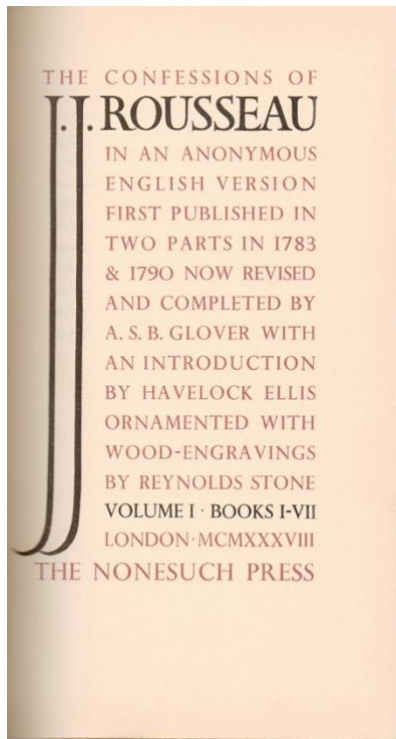 THE CONFESSIONS OF
J.J. ROUSSEAU
IN AN ANONYMOUS
ENGLISH VERSION
FIRST PUBLISHED IN
TWO PARTS IN 1783
& 1790 NOW REVISED
AND COMPLETED BY
A. S. B. GLOVER WITH
AN INTRODUCTION
BY HAVELOCK ELLIS
ORNAMENTED WITH
WOOD-ENGRAVINGS
BY REYNOLDS STONE
VOLUME I · BOOKS I-VII
LONDON·MCMXXXVIII
THE NONESUCH PRESS